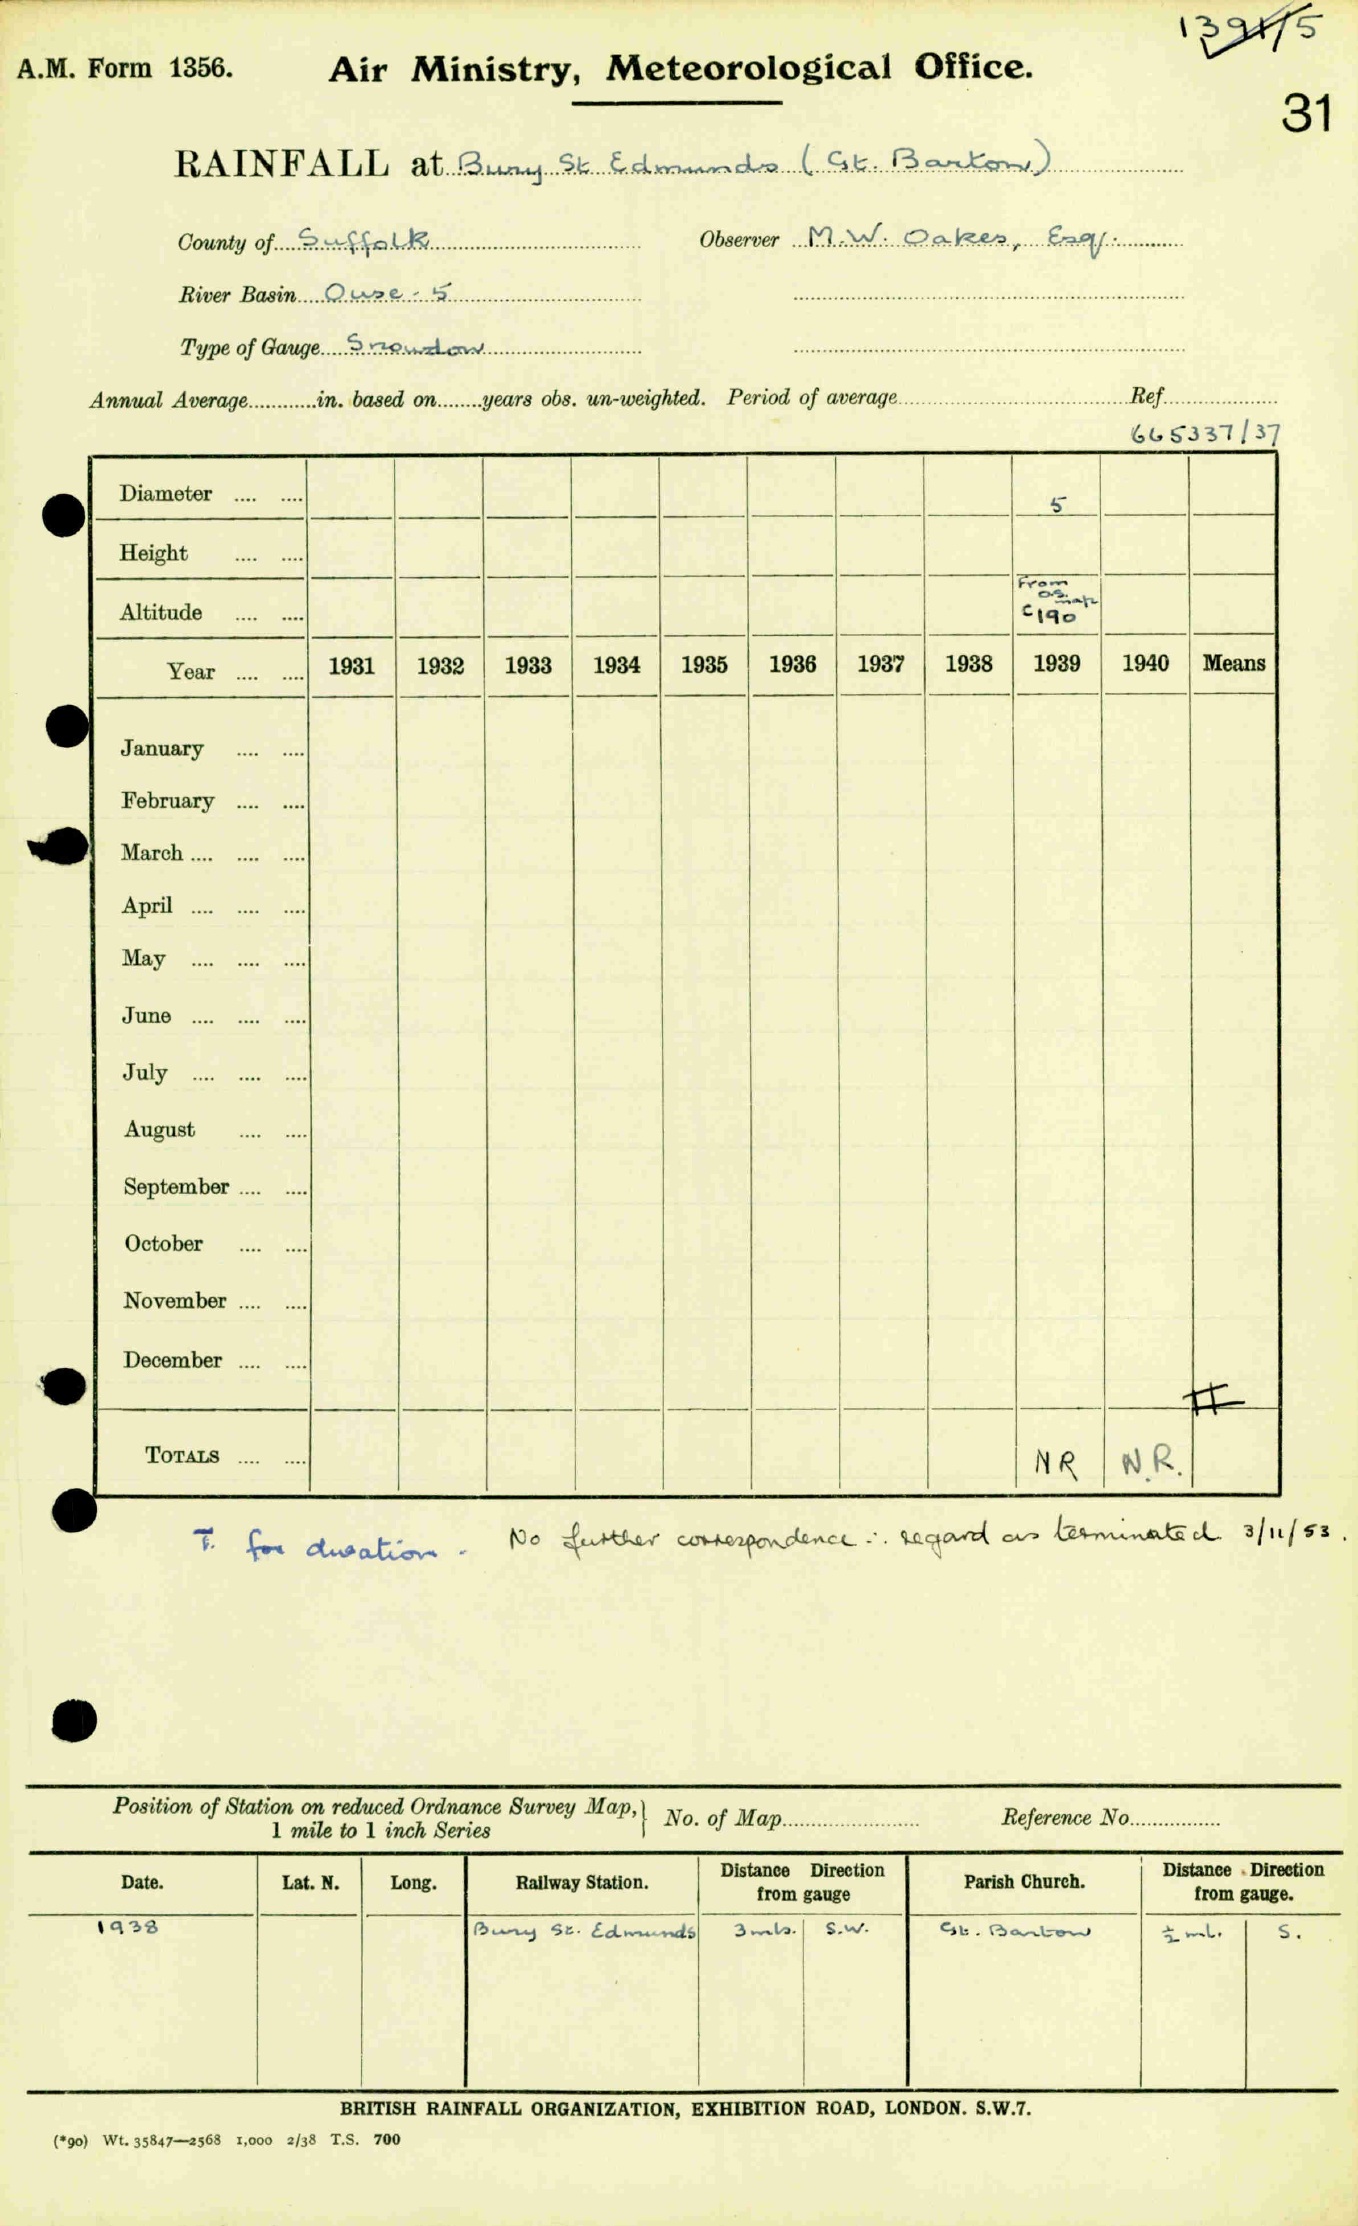 1391/5
A.M. Form 1356. Air Ministry, Meteorological Office.
31
RAINFALL at Bury St Edmunds (Gt. Barton)
County of Suffolk Observer M.W. Oakes, Esq.
River Basin Ouse - 5
Type of Gauge Snowdon
Annual Average............in. based on........years obs. un-weighted. Period of average Ref.
665337/37
Diameter .... .... 5
Height .... ....
From O.S. map
Altitude .... .... c190
Year .... .... 1931 1932 1933 1934 1935 1936 1937 1938 1939 1940 Means
January .... ....
February .... ....
March .... .... ....
April .... .... ....
May .... .... ....
June .... .... ....
July .... .... ....
August .... ....
September .... ....
October .... ....
November .... ....
December .... ....
TOTALS .... .... NR N.R.
T. for duration. No further correspondence ∴ regard as terminated 3/11/53.
Position of Station on reduced Ordnance Survey Map, 1 mile to 1 inch Series } No. of Map Reference No.
Date. Lat. N. Long. Railway Station. Distance Direction from gauge Parish Church. Distance Direction from gauge.
1938 Bury St. Edmunds 3 mls. S.W. Gt. Barton ½ ml. S.
BRITISH RAINFALL ORGANIZATION, EXHIBITION ROAD, LONDON. S.W.7.
(*90) Wt. 35847—2568 1,000 2/38 T.S. 700